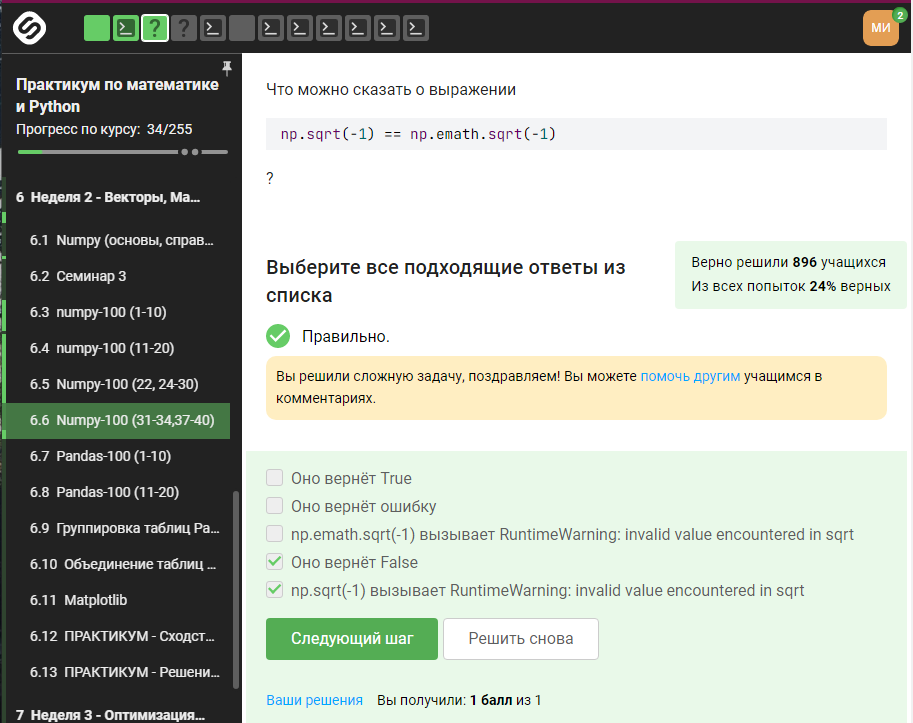 МИ
2
Практикум по математике
и Python
Прогресс по курсу: 34/255
6 Неделя 2 - Векторы, Ма...
6.1 Numpy (основы, справ...
6.2 Семинар 3
6.3 numpy-100 (1-10)
6.4 numpy-100 (11-20)
6.5 Numpy-100 (22, 24-30)
6.6 Numpy-100 (31-34,37-40)
6.7 Pandas-100 (1-10)
6.8 Pandas-100 (11-20)
6.9 Группировка таблиц Pa...
6.10 Объединение таблиц ...
6.11 Matplotlib
6.12 ПРАКТИКУМ - Сходст...
6.13 ПРАКТИКУМ - Решени...
7 Неделя 3 - Оптимизация...
Что можно сказать о выражении
np.sqrt(-1) == np.emath.sqrt(-1)
?
Выберите все подходящие ответы из
списка
Верно решили 896 учащихся
Из всех попыток 24% верных
Правильно.
Вы решили сложную задачу, поздравляем! Вы можете помочь другим учащимся в
комментариях.
Оно вернёт True
Оно вернёт ошибку
np.emath.sqrt(-1) вызывает RuntimeWarning: invalid value encountered in sqrt
Оно вернёт False
np.sqrt(-1) вызывает RuntimeWarning: invalid value encountered in sqrt
Следующий шаг
Решить снова
Ваши решения Вы получили: 1 балл из 1